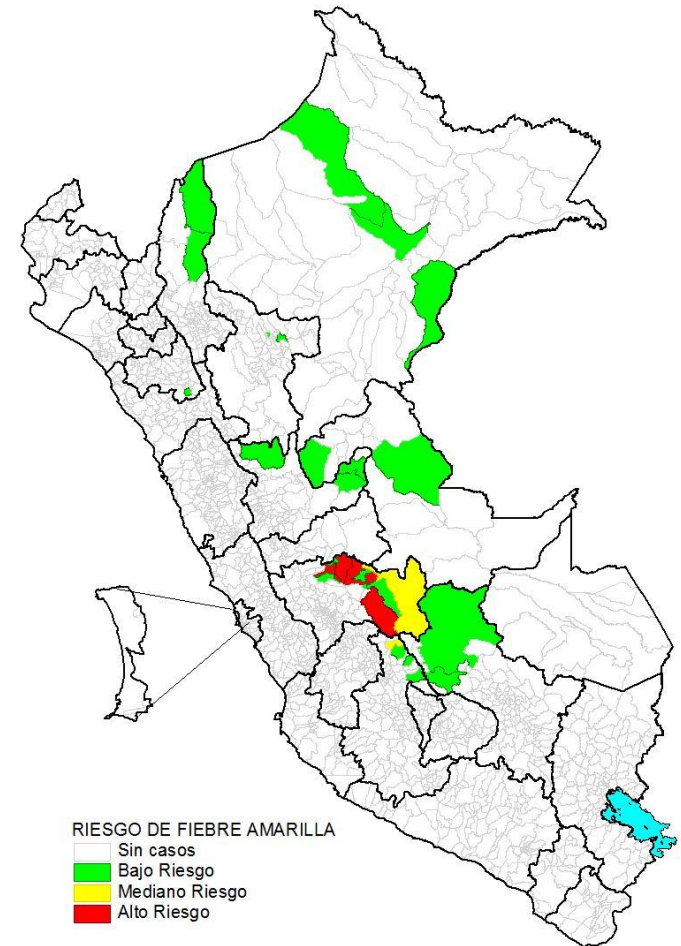 RIESGO DE FIEBRE AMARILLA
Sin casos
Bajo Riesgo
Mediano Riesgo
Alto Riesgo